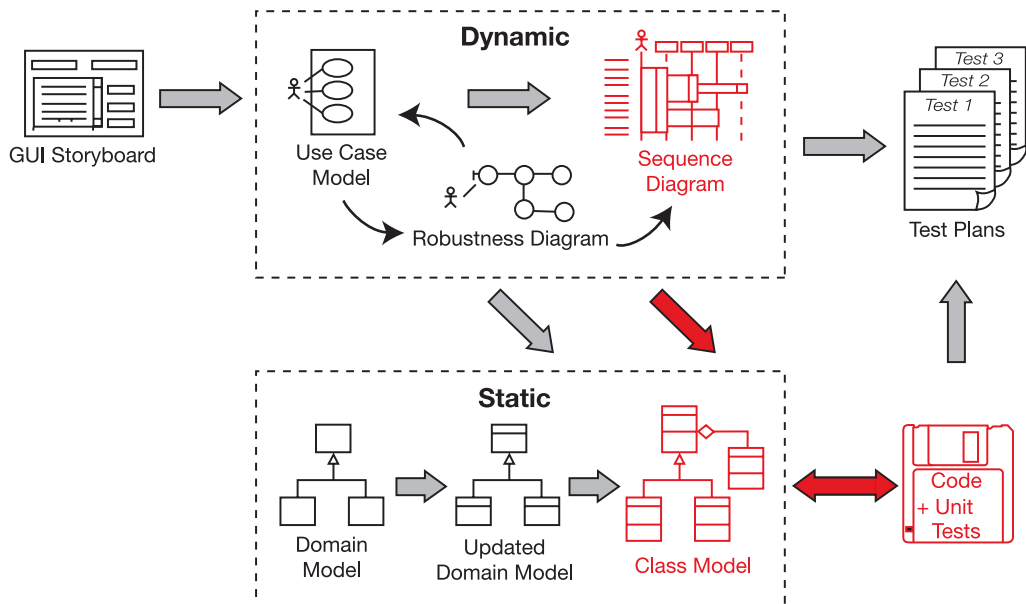 Dynamic
GUI Storyboard
Use Case
Model
Robustness Diagram
Sequence
Diagram
Test 3
Test 2
Test 1
Test Plans
Static
Domain
Model
Updated
Domain Model
Class Model
Code
+ Unit
Tests